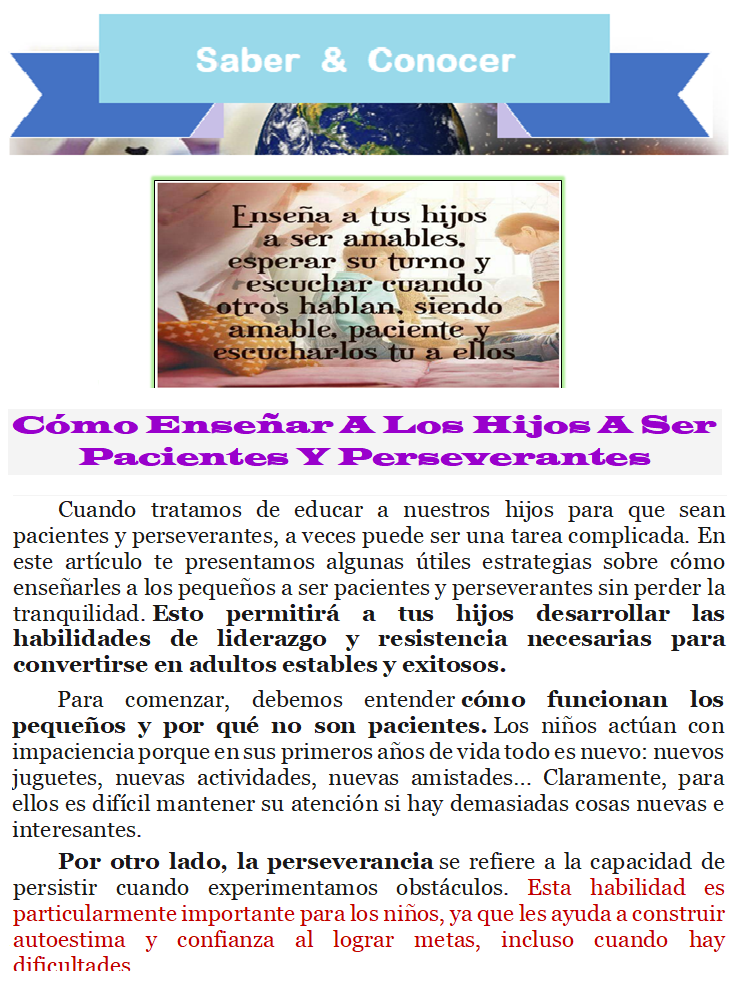 Saber & Conocer
Enseña a tus hijos
a ser amables,
esperar su turno y
escuchar cuando
otros hablan, siendo
amable, paciente y
escucharlos tu a ellos
Cómo Enseñar A Los Hijos A Ser
Pacientes Y Perseverantes
Cuando tratamos de educar a nuestros hijos para que sean
pacientes y perseverantes, a veces puede ser una tarea complicada. En
este artículo te presentamos algunas útiles estrategias sobre cómo
enseñarles a los pequeños a ser pacientes y perseverantes sin perder la
tranquilidad. Esto permitirá a tus hijos desarrollar las
habilidades de liderazgo y resistencia necesarias para
convertirse en adultos estables y exitosos.
Para comenzar, debemos entender cómo funcionan los
pequeños y por qué no son pacientes. Los niños actúan con
impaciencia porque en sus primeros años de vida todo es nuevo: nuevos
juguetes, nuevas actividades, nuevas amistades... Claramente, para
ellos es difícil mantener su atención si hay demasiadas cosas nuevas e
interesantes.
Por otro lado, la perseverancia se refiere a la capacidad de
persistir cuando experimentamos obstáculos. Esta habilidad es
particularmente importante para los niños, ya que les ayuda a construir
autoestima y confianza al lograr metas, incluso cuando hay
dificultades